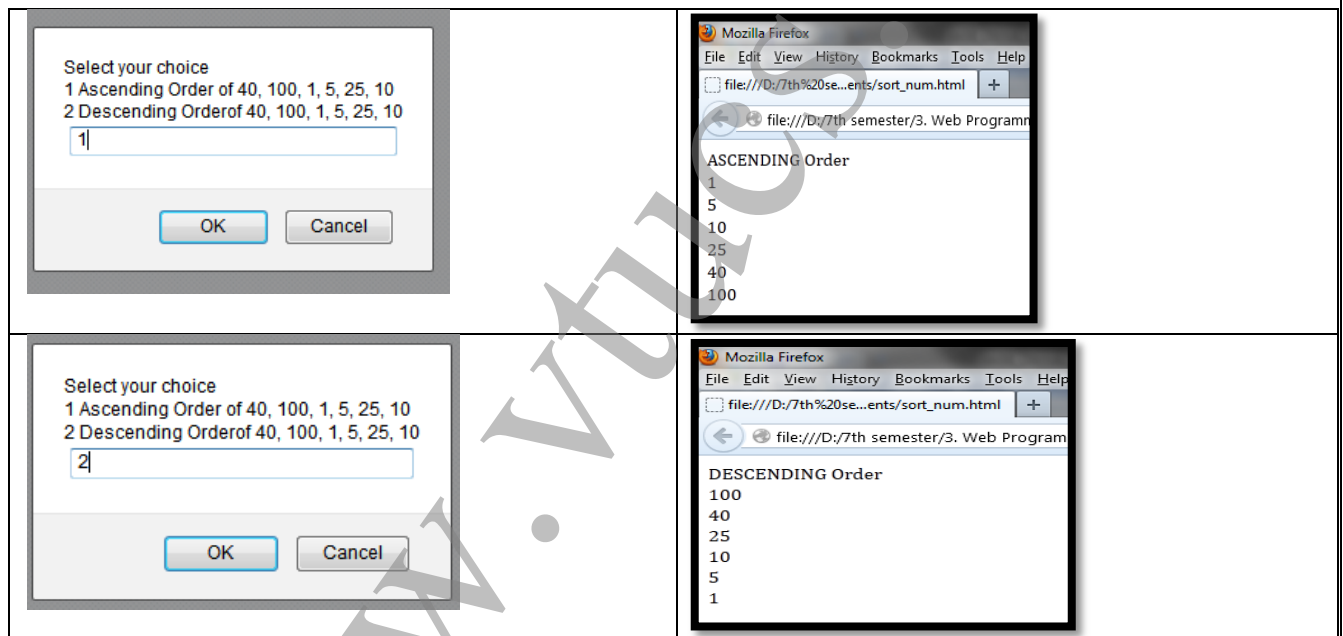 Select your choice
1 Ascending Order of 40, 100, 1, 5, 25, 10
2 Descending Orderof 40, 100, 1, 5, 25, 10
1
OK Cancel
Mozilla Firefox
File Edit View History Bookmarks Tools Help
file:///D:/7th%20se...ents/sort_num.html +
file:///D:/7th semester/3. Web Programm
ASCENDING Order
1
5
10
25
40
100
Select your choice
1 Ascending Order of 40, 100, 1, 5, 25, 10
2 Descending Orderof 40, 100, 1, 5, 25, 10
2
OK Cancel
Mozilla Firefox
File Edit View History Bookmarks Tools Help
file:///D:/7th%20se...ents/sort_num.html +
file:///D:/7th semester/3. Web Program
DESCENDING Order
100
40
25
10
5
1
w.vtucs.